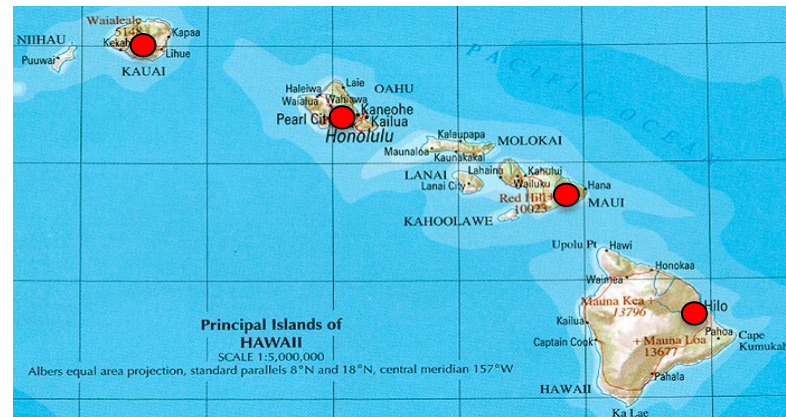 Waialeale
5148
NIIHAU
Kapaa
Puuwai
Kekaha
Lihue
KAUAI
PACIFIC OCEAN
Haleiwa
Laie
OAHU
Waialua
Wahiawa
Kaneohe
Pearl City
Kailua
Honolulu
Kalaupapa
MOLOKAI
Maunaloa
Kaunakakai
LANAI
Lahaina
Kahului
Lanai City
Wailuku
Hana
Red Hill
10023
MAUI
KAHOOLAWE
Upolu Pt
Hawi
Honokaa
Waimea
Mauna Kea
13796
Hilo
Kailua
Pahoa
Cape
Kumukah
Captain Cook
Mauna Loa
13677
Pahala
HAWAII
Ka Lae
Principal Islands of
HAWAII
SCALE 1:5,000,000
Albers equal area projection, standard parallels 8°N and 18°N, central meridian 157°W